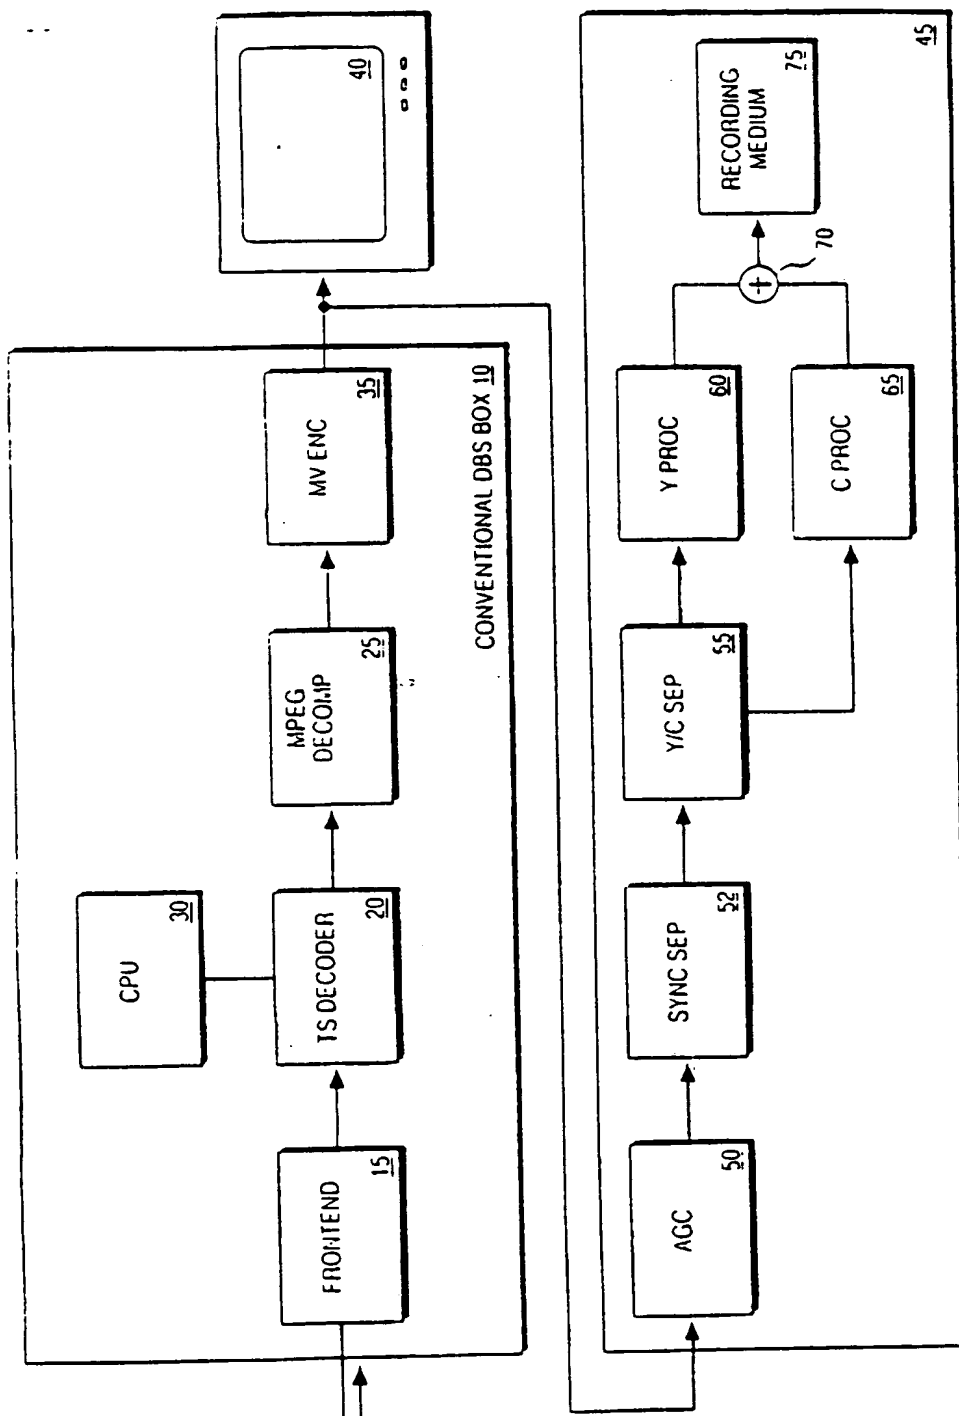 CPU
30
FRONTEND
15
TS DECODER
20
MPEG
DECOMP
25
MV ENC
35
CONVENTIONAL DBS BOX 10
40
AGC
50
SYNC SEP
52
Y/C SEP
55
Y PROC
60
C PROC
65
70
RECORDING
MEDIUM
75
45